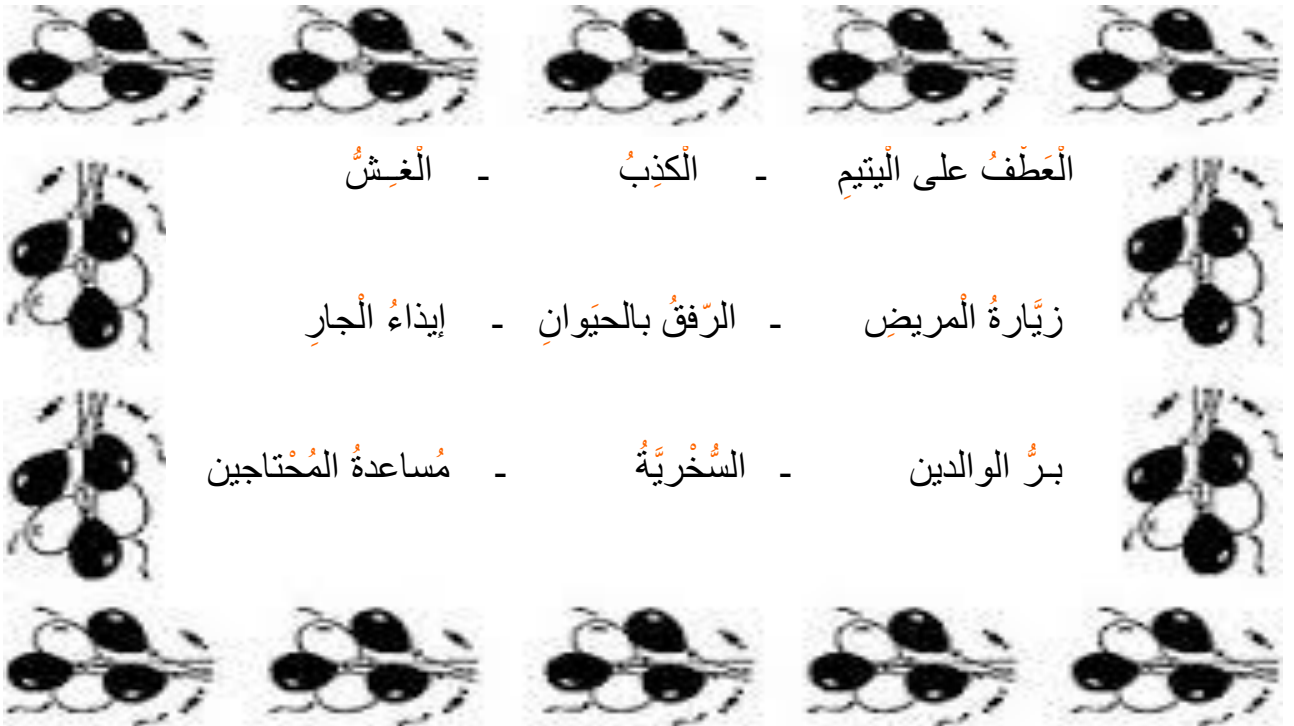 الْعَطْفُ على الْيتيمِ - الْكذِبُ - الْغـِشُّ
زيَّارةُ الْمريضِ - الرّفقُ بالحيَوانِ - إيذاءُ الْجارِ
بـرُّ الوالدين - السُّخْريَّةُ - مُساعدةُ المُحْتاجين